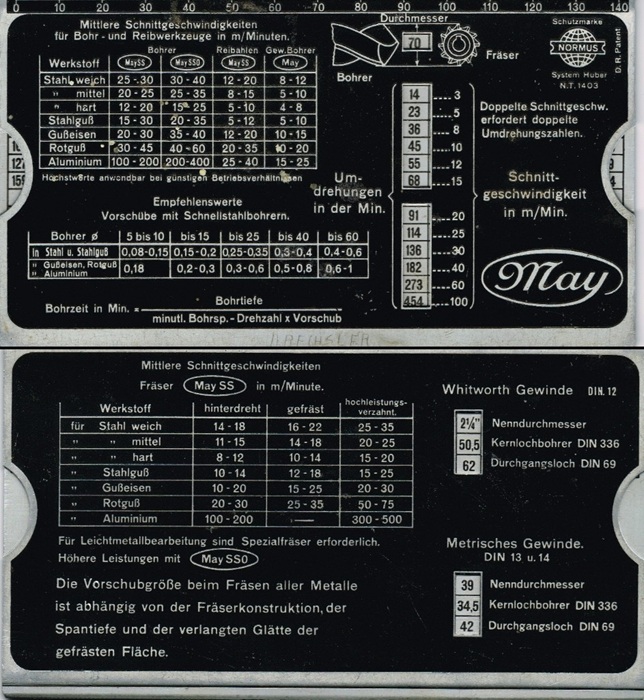 0 10 20 30 40 50 60 70 80 90 100 110 120 130 140
Mittlere Schnittgeschwindigkeiten
für Bohr- und Reibwerkzeuge in m/Minuten.
Durchmesser
70
Bohrer
Fräser
Schutzmarke
NORMUS
System Huber
N.T. 1403
D. R. Patent
Bohrer Reibahlen Gew.Bohrer
Werkstoff May SS May SSO May SS May
Stahl weich 25-30 30-40 12-20 8-12
" mittel 20-25 25-35 8-15 5-10
" hart 12-20 15-25 5-10 4-8
Stahlguß 15-30 20-35 5-12 5-10
Gußeisen 20-30 35-40 12-20 10-15
Rotguß 30-45 40-60 20-35 10-20
Aluminium 100-200 200-400 25-40 15-25
Höchstwerte anwendbar bei günstigen Betriebsverhältnissen
Empfehlenswerte
Vorschübe mit Schnellstahlbohrern.
Bohrer ø 5 bis 10 bis 15 bis 25 bis 40 bis 60
In Stahl u. Stahlguß 0,08-0,15 0,15-0,2 0,25-0,35 0,3-0,4 0,4-0,6
" Gußeisen, Rotguß
" Aluminium 0,18 0,2-0,3 0,3-0,6 0,5-0,8 0,6-1
Bohrzeit in Min. = Bohrtiefe
minutl. Bohrsp.-Drehzahl x Vorschub
Um-
drehungen
in der Min.
14 .... 3
23 .... 5
36 .... 8
45 .... 10
55 .... 12
68 .... 15
91 .... 20
114 .... 25
136 .... 30
182 .... 40
273 .... 60
454 .... 100
Doppelte Schnittgeschw.
erfordert doppelte
Umdrehungszahlen.
Schnitt-
geschwindigkeit
in m/Min.
May
DRECHSLER
Mittlere Schnittgeschwindigkeiten
Fräser May SS in m/Minute.
Werkstoff hinterdreht gefräst hochleistungs-
verzahnt.
für Stahl weich 14-18 16-22 25-35
" " mittel 11-15 14-18 20-25
" " hart 8-12 10-14 15-20
" Stahlguß 10-14 12-18 15-25
" Gußeisen 10-20 15-25 20-30
" Rotguß 20-30 25-35 50-75
" Aluminium 100-200 — 300-500
Für Leichtmetallbearbeitung sind Spezialfräser erforderlich.
Höhere Leistungen mit May SSO
Die Vorschubgröße beim Fräsen aller Metalle
ist abhängig von der Fräserkonstruktion, der
Spantiefe und der verlangten Glätte der
gefrästen Fläche.
Whitworth Gewinde DIN. 12
2¼" Nenndurchmesser
50,5 Kernlochbohrer DIN 336
62 Durchgangsloch DIN 69
Metrisches Gewinde.
DIN 13 u. 14
39 Nenndurchmesser
34,5 Kernlochbohrer DIN 336
42 Durchgangsloch DIN 69